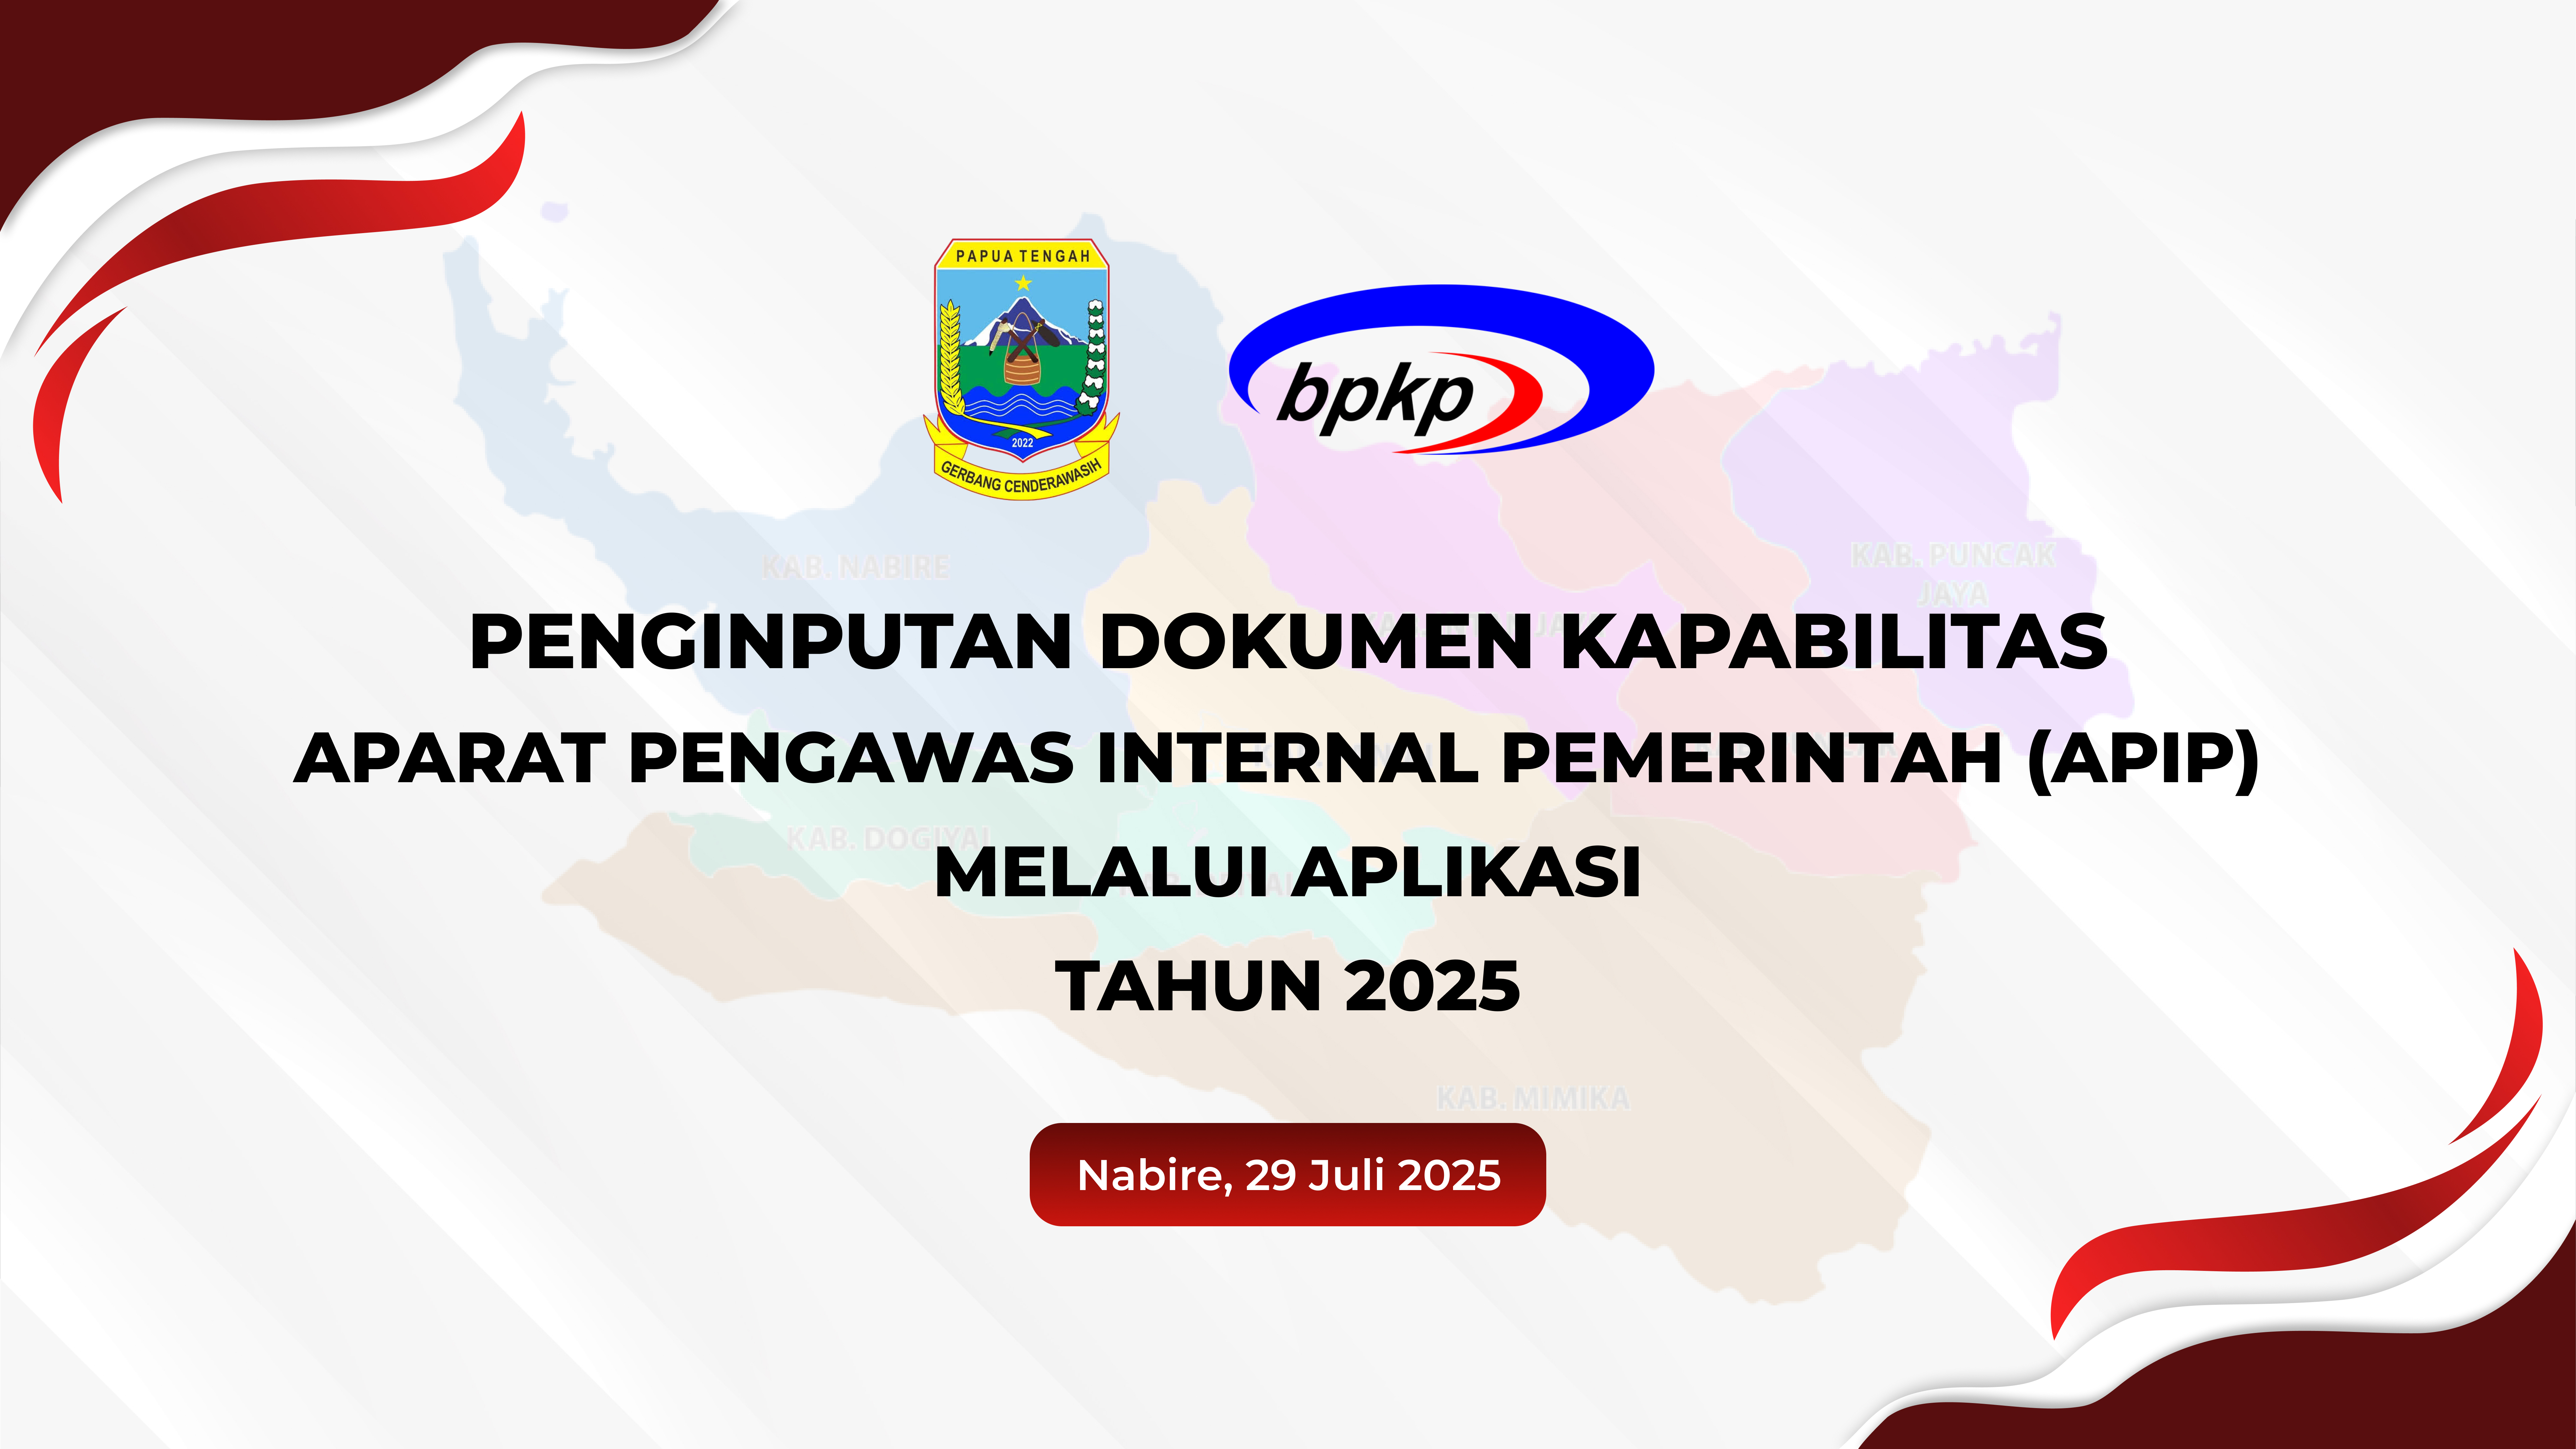 PAPUA TENGAH
2022
GERBANG CENDERAWASIH
bpkp
KAB. NABIRE
KAB. PUNCAK
JAYA
PENGINPUTAN DOKUMEN KAPABILITAS
APARAT PENGAWAS INTERNAL PEMERINTAH (APIP)
KAB. DOGIYAI
MELALUI APLIKASI
TAHUN 2025
KAB. MIMIKA
Nabire, 29 Juli 2025